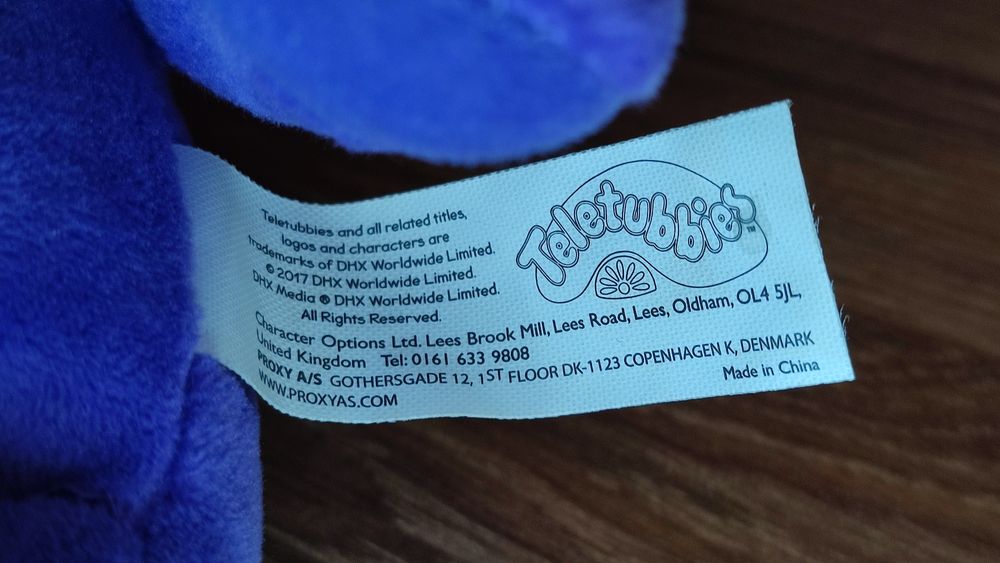 Teletubbies and all related titles,
logos and characters are
trademarks of DHX Worldwide Limited.
© 2017 DHX Worldwide Limited.
DHX Media ® DHX Worldwide Limited.
All Rights Reserved.
Teletubbies™
Character Options Ltd. Lees Brook Mill, Lees Road, Lees, Oldham, OL4 5JL,
United Kingdom Tel: 0161 633 9808
PROXY A/S GOTHERSGADE 12, 1ST FLOOR DK-1123 COPENHAGEN K, DENMARK
WWW.PROXYAS.COM
Made in China